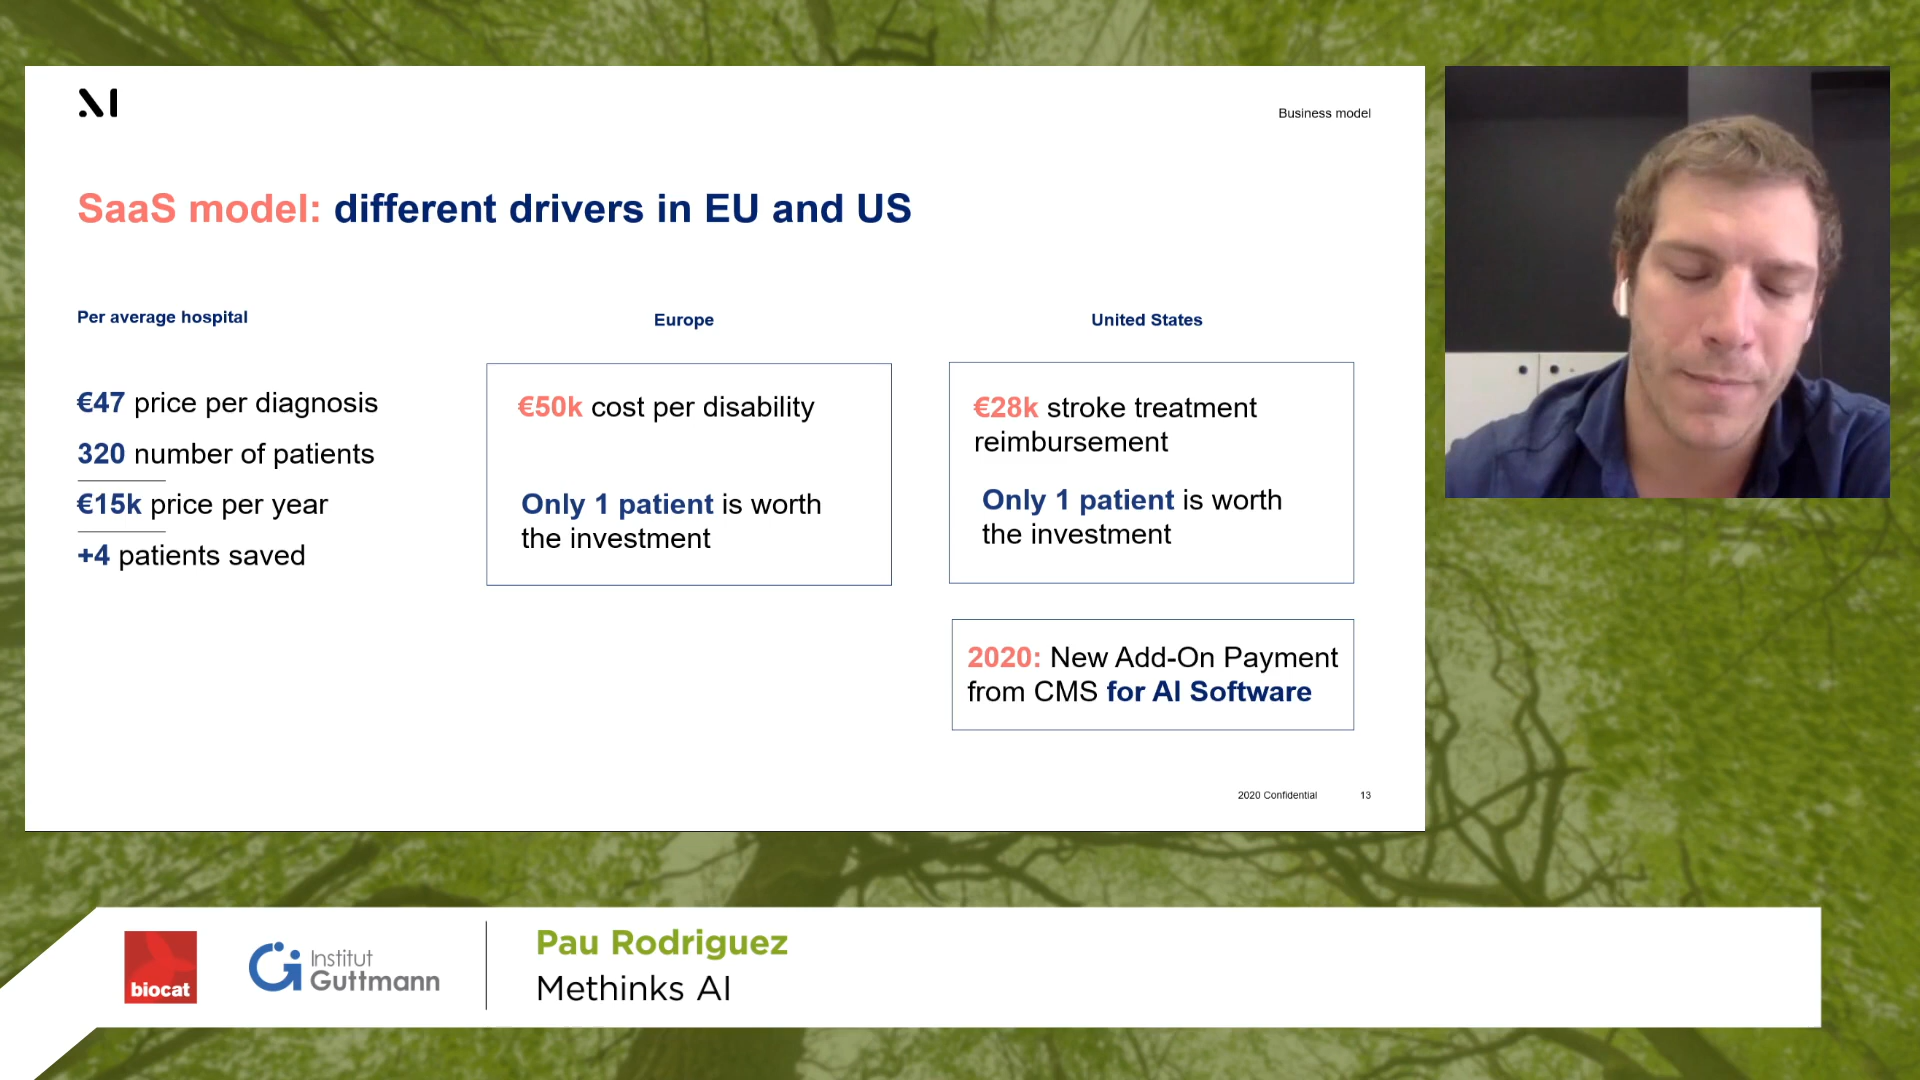 Business model
SaaS model: different drivers in EU and US
Per average hospital
€47 price per diagnosis
320 number of patients
€15k price per year
+4 patients saved
Europe
€50k cost per disability
Only 1 patient is worth
the investment
United States
€28k stroke treatment
reimbursement
Only 1 patient is worth
the investment
2020: New Add-On Payment
from CMS for AI Software
2020 Confidential
13
biocat
Institut
Guttmann
Pau Rodriguez
Methinks AI